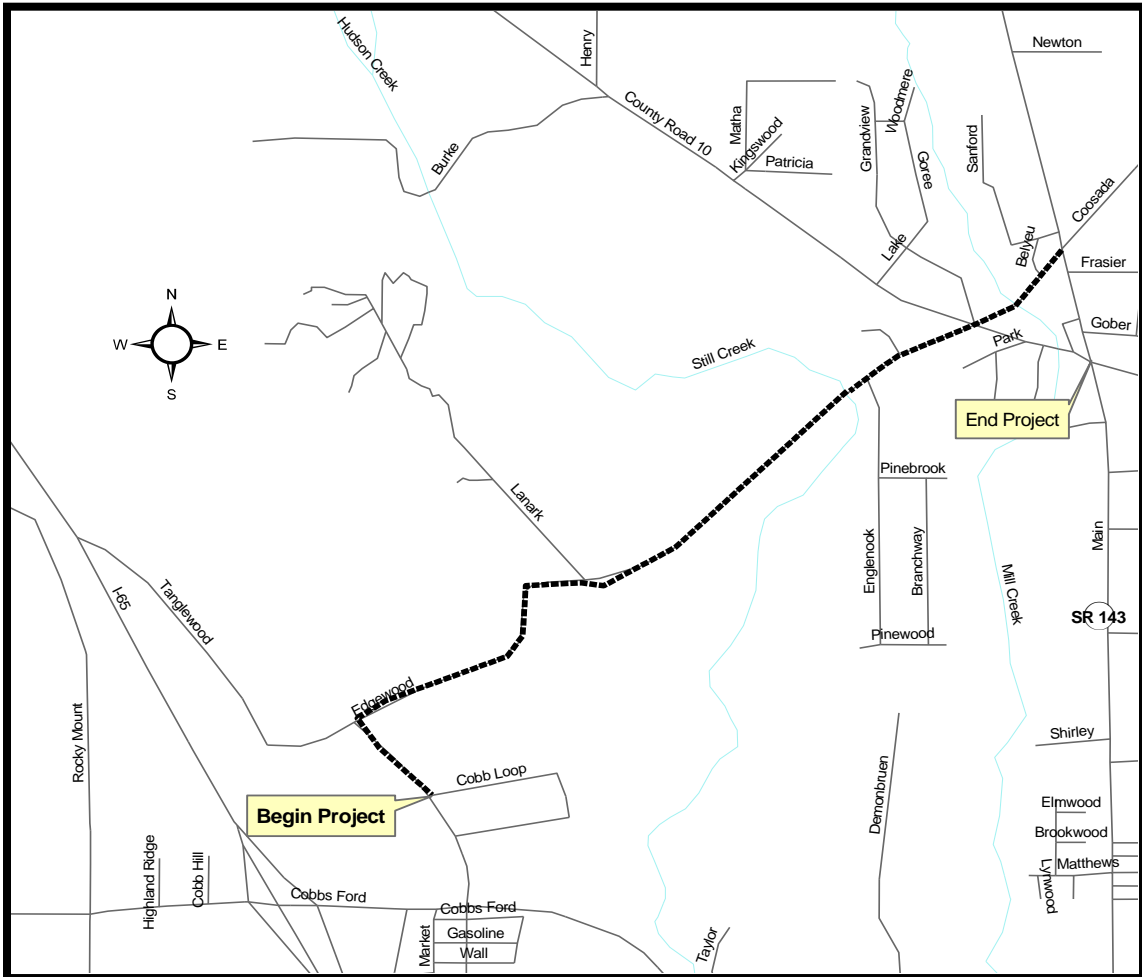 Hudson Creek
Henry
Newton
County Road 10
Matha
Kingswood
Patricia
Grandview
Woodmere
Goree
Sanford
Coosada
Burke
Lake
Belyeu
Frasier
Gober
N
W
E
S
Still Creek
Park
End Project
Pinebrook
Lanark
Englenook
Branchway
Main
Mill Creek
SR 143
Pinewood
I-65
Tanglewood
Edgewood
Rocky Mount
Shirley
Cobb Loop
Begin Project
Demonbruen
Elmwood
Brookwood
Matthews
Lynwood
Highland Ridge
Cobb Hill
Cobbs Ford
Cobbs Ford
Market
Gasoline
Wall
Taylor